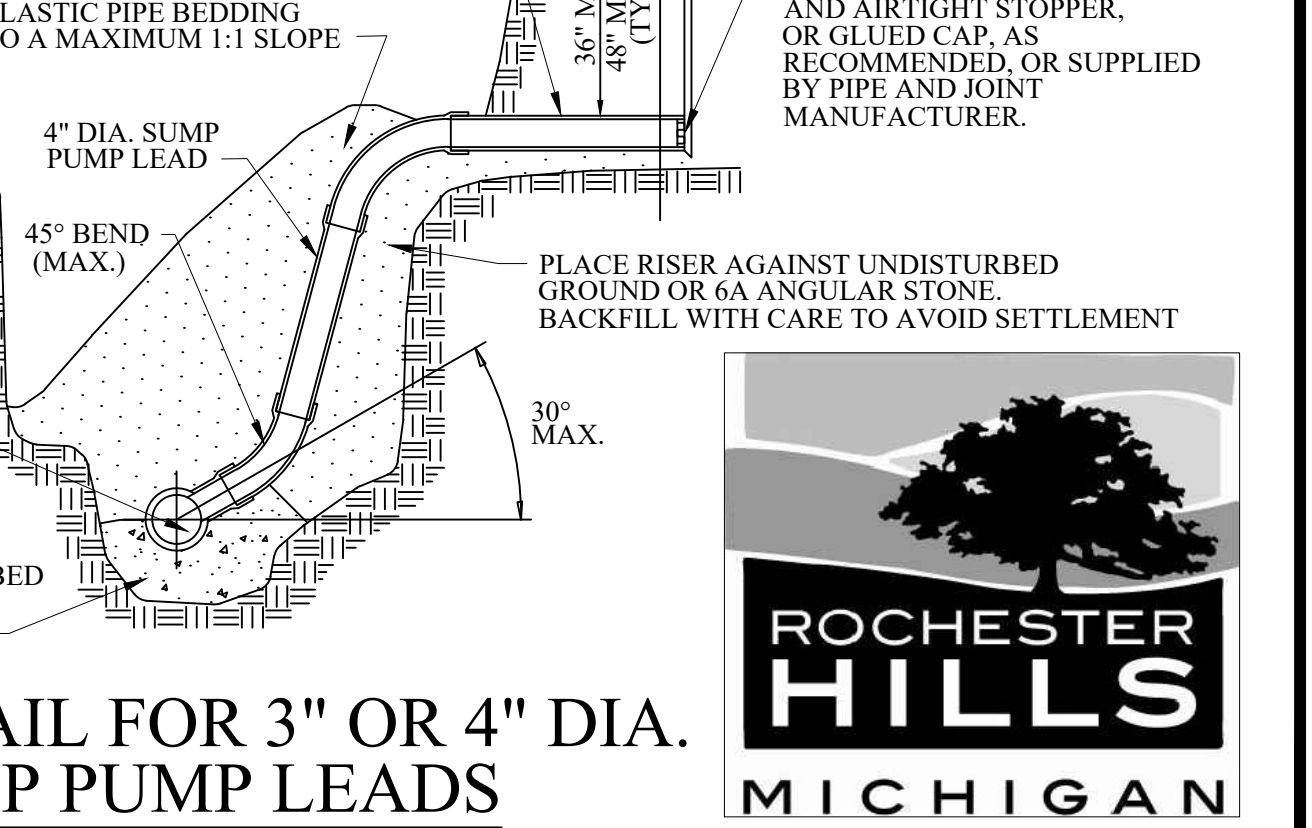 LASTIC PIPE BEDDING
O A MAXIMUM 1:1 SLOPE
36" M
48" M
(TY
AND AIRTIGHT STOPPER,
OR GLUED CAP, AS
RECOMMENDED, OR SUPPLIED
BY PIPE AND JOINT
MANUFACTURER.
4" DIA. SUMP
PUMP LEAD
45° BEND
(MAX.)
PLACE RISER AGAINST UNDISTURBED
GROUND OR 6A ANGULAR STONE.
BACKFILL WITH CARE TO AVOID SETTLEMENT
30°
MAX.
BED
AIL FOR 3" OR 4" DIA.
P PUMP LEADS
ROCHESTER
HILLS
MICHIGAN